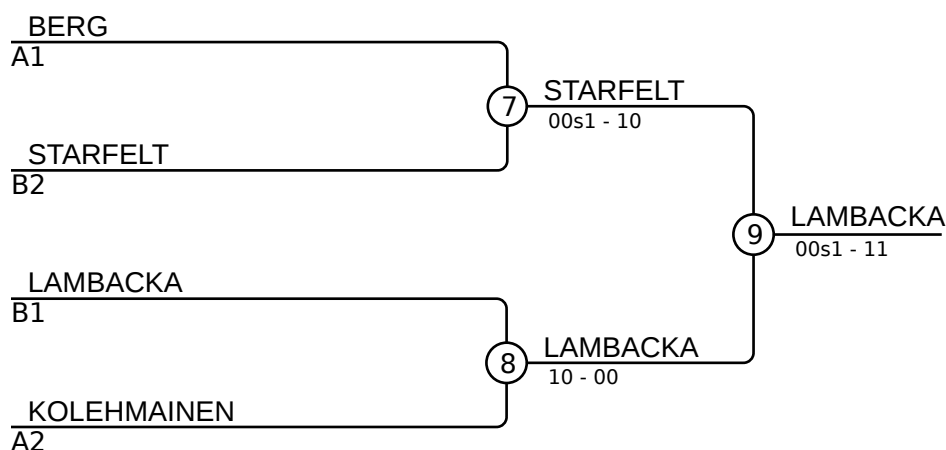 BERG
A1
7
STARFELT
00s1 - 10
STARFELT
B2
9
LAMBACKA
00s1 - 11
LAMBACKA
B1
8
LAMBACKA
10 - 00
KOLEHMAINEN
A2